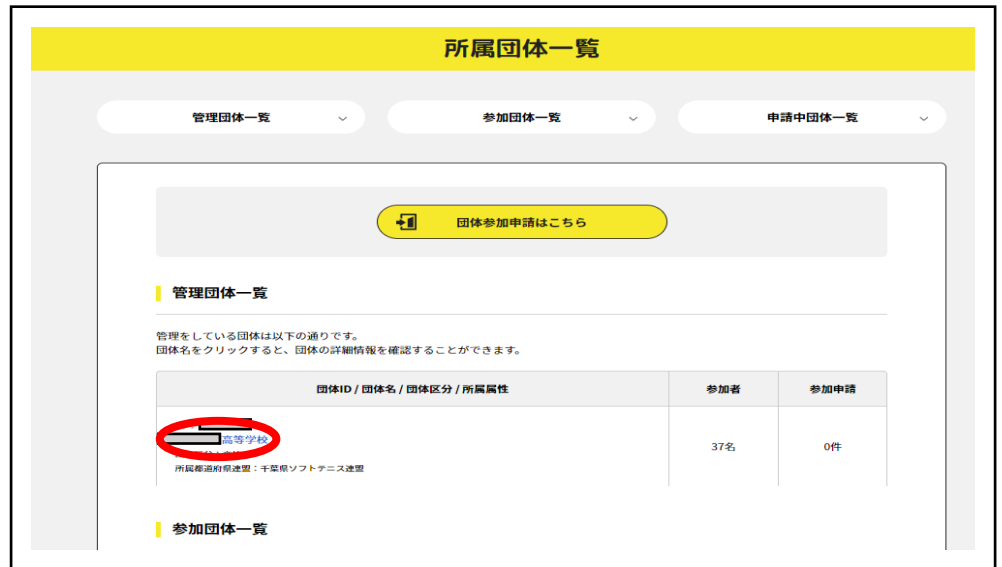 所属団体一覧
管理団体一覧
参加団体一覧
申請中団体一覧
団体参加申請はこちら
管理団体一覧
管理をしている団体は以下の通りです。
団体名をクリックすると、団体の詳細情報を確認することができます。
団体ID / 団体名 / 団体区分 / 所属属性
参加者
参加申請
高等学校
37名
0件
所属都道府県連盟：千葉県ソフトテニス連盟
参加団体一覧